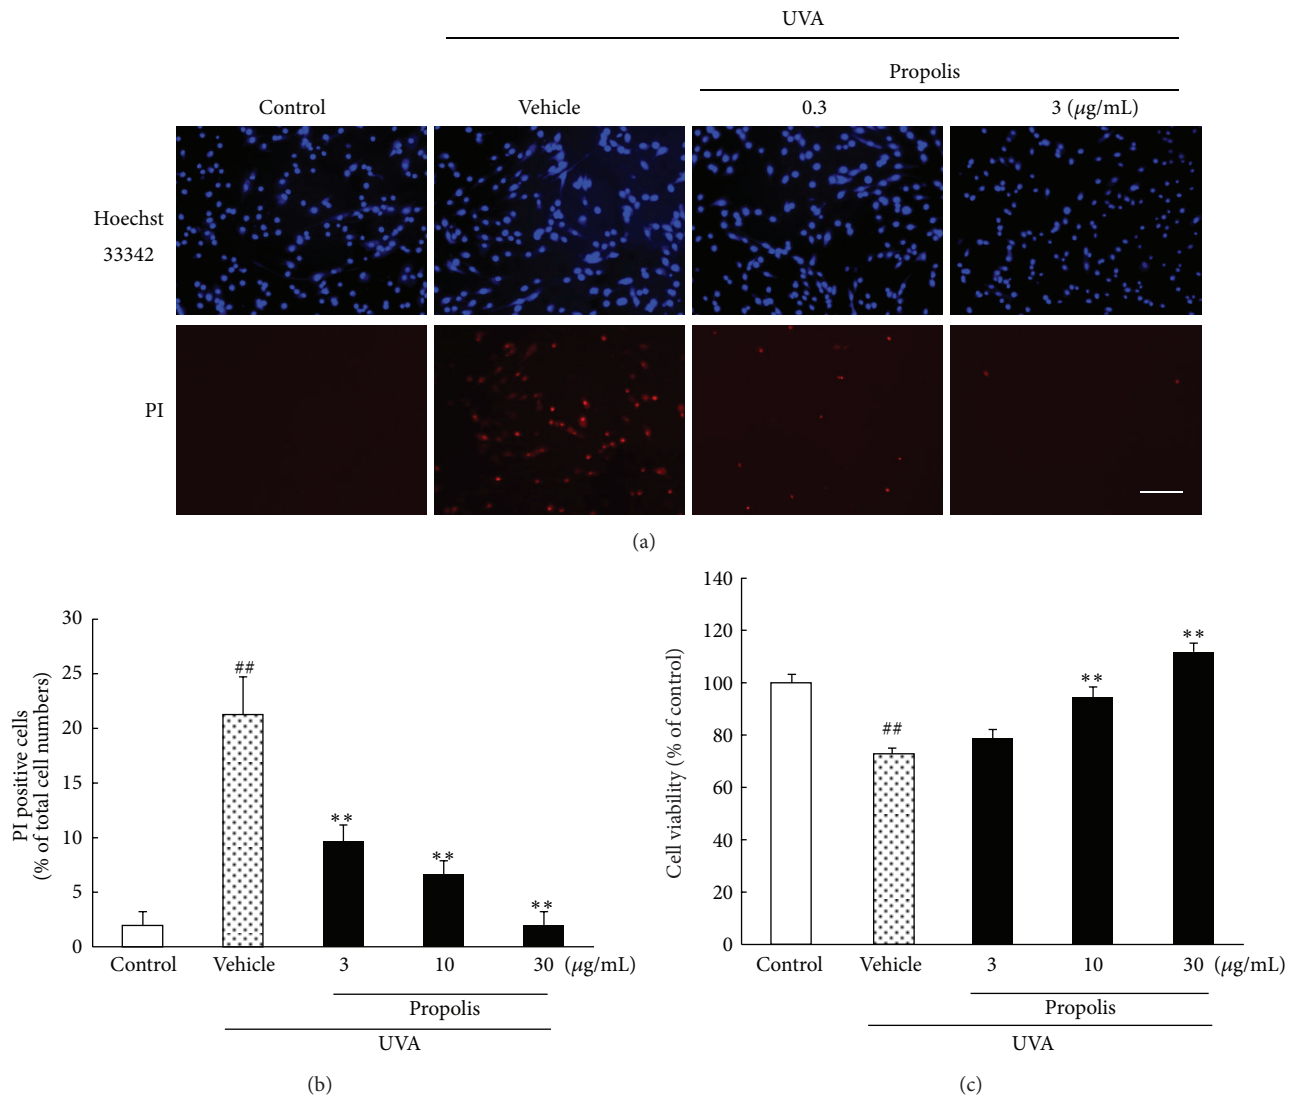 UVA
Propolis
Control Vehicle 0.3 3 (μg/mL)
Hoechst
33342
PI
(a)
PI positive cells
(% of total cell numbers)
30
25
20
15
10
5
0
##
**
**
**
Control Vehicle 3 10 30 (μg/mL)
Propolis
UVA
(b)
Cell viability (% of control)
140
120
100
80
60
40
20
0
##
**
**
Control Vehicle 3 10 30 (μg/mL)
Propolis
UVA
(c)